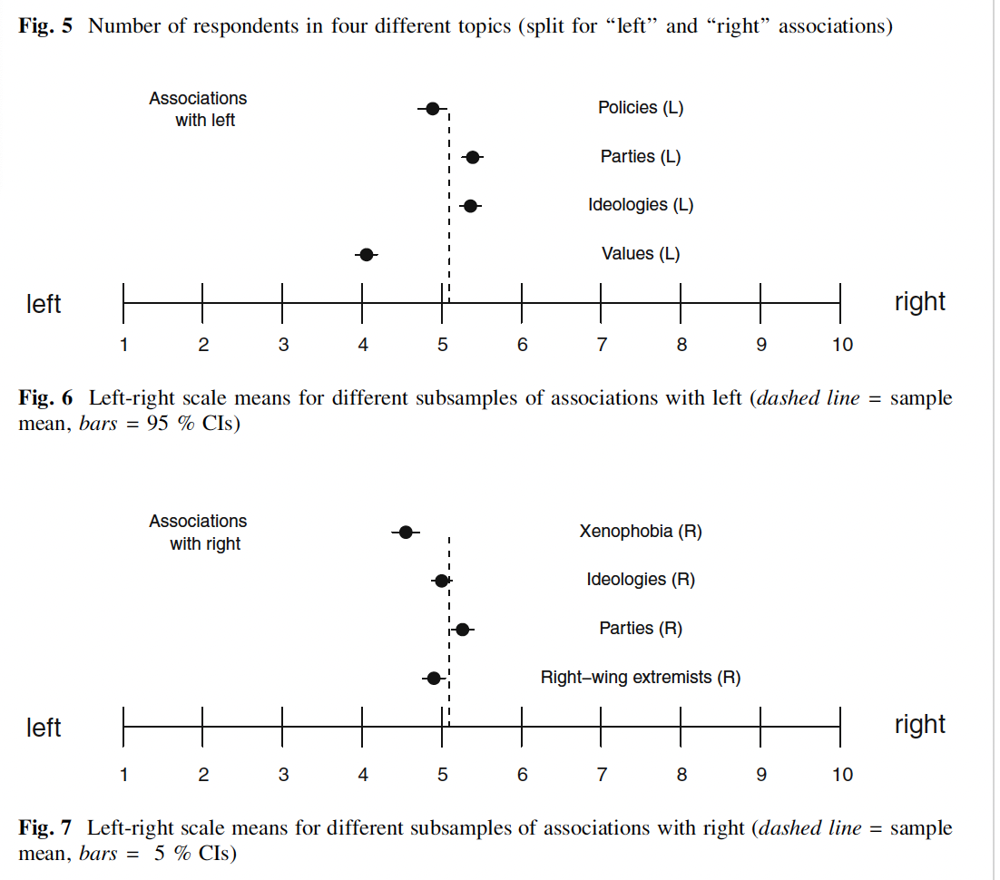 Fig. 5 Number of respondents in four different topics (split for “left” and “right” associations)
Associations
with left
Policies (L)
Parties (L)
Ideologies (L)
Values (L)
left
right
1 2 3 4 5 6 7 8 9 10
Fig. 6 Left-right scale means for different subsamples of associations with left (dashed line = sample
mean, bars = 95 % CIs)
Associations
with right
Xenophobia (R)
Ideologies (R)
Parties (R)
Right–wing extremists (R)
left
right
1 2 3 4 5 6 7 8 9 10
Fig. 7 Left-right scale means for different subsamples of associations with right (dashed line = sample
mean, bars = 5 % CIs)